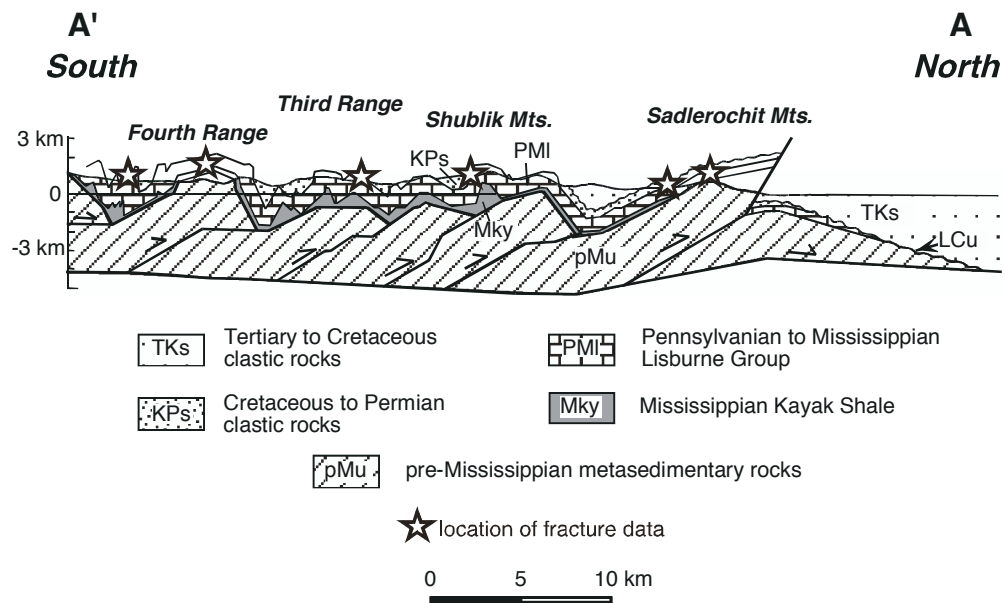 A'
A
South
North
Third Range
Fourth Range
Shublik Mts.
Sadlerochit Mts.
3 km
0
-3 km
KPs
PMl
Mky
pMu
TKs
LCu
TKs
Tertiary to Cretaceous
clastic rocks
PMl
Pennsylvanian to Mississippian
Lisburne Group
KPs
Cretaceous to Permian
clastic rocks
Mky
Mississippian Kayak Shale
pMu
pre-Mississippian metasedimentary rocks
location of fracture data
0 5 10 km